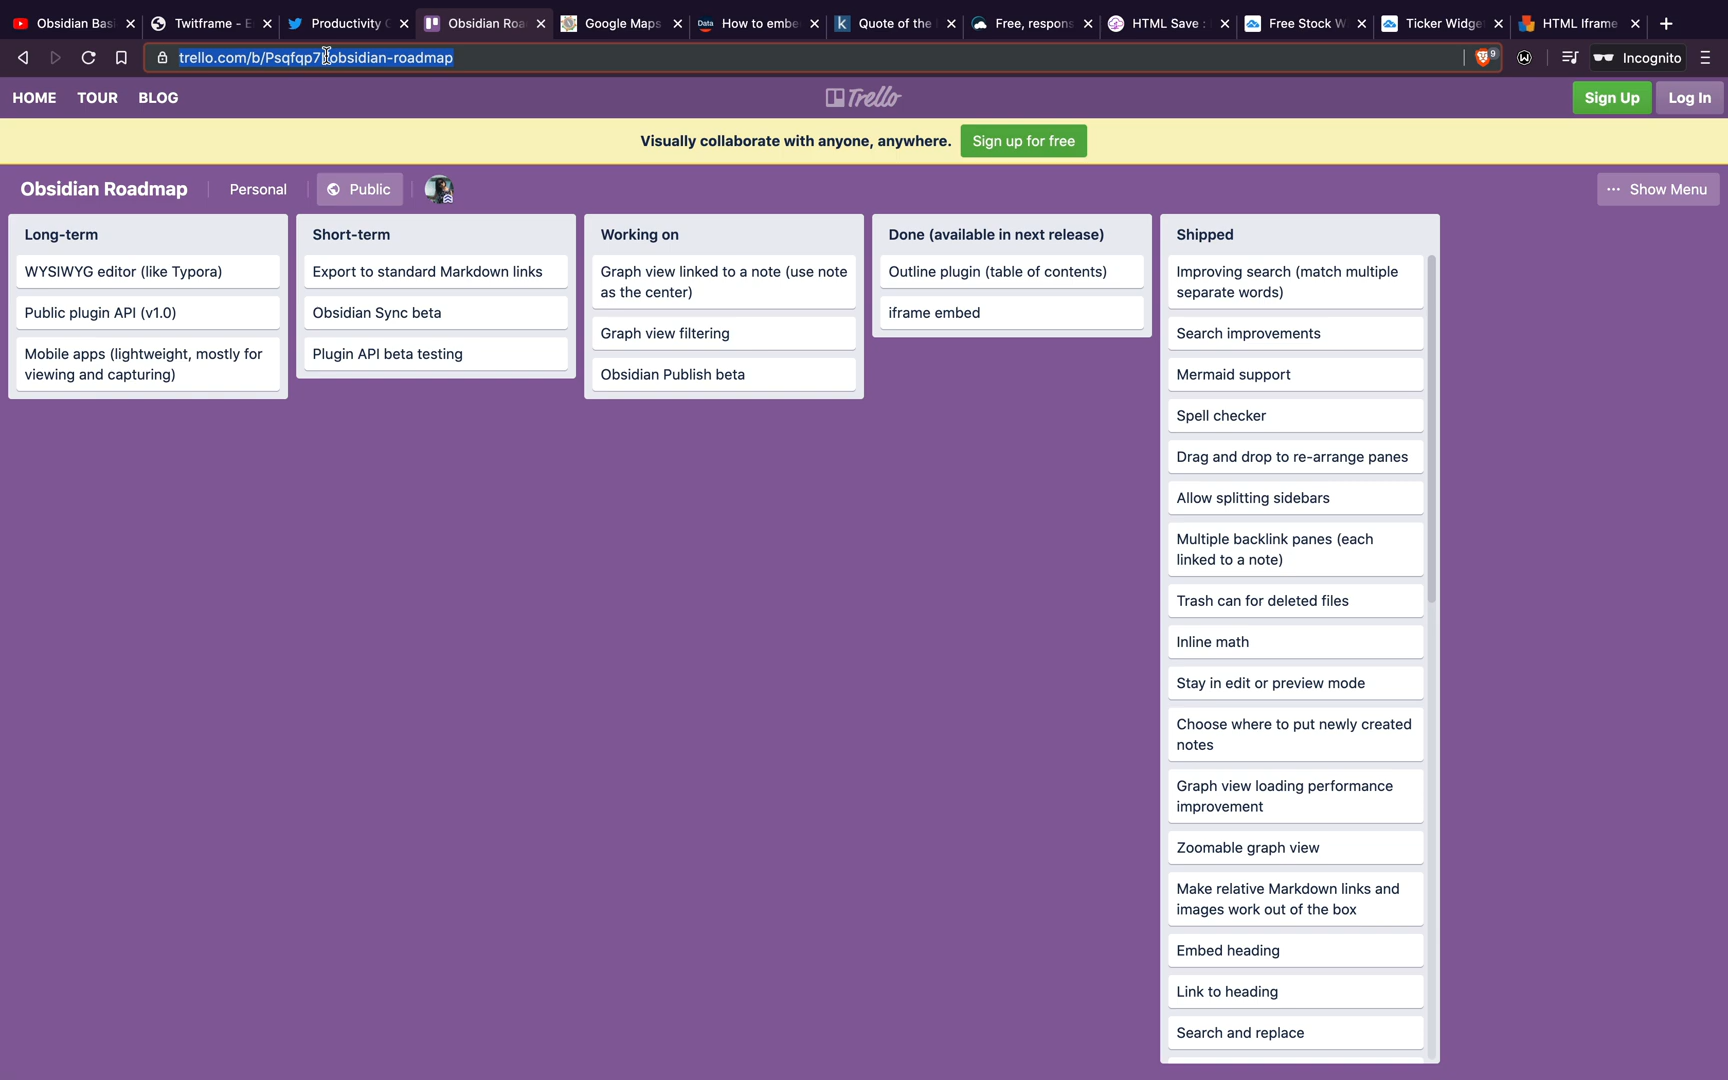 Obsidian Bas
Twitframe - E
Productivity
Obsidian Roa
Google Maps
How to embe
Quote of the
Free, respons
HTML Save :
Free Stock W
Ticker Widge
HTML Iframe
trello.com/b/Psqfqp7I/obsidian-roadmap
9
Incognito
HOME
TOUR
BLOG
Trello
Sign Up
Log In
Visually collaborate with anyone, anywhere.
Sign up for free
Obsidian Roadmap
Personal
Public
Show Menu
Long-term
WYSIWYG editor (like Typora)
Public plugin API (v1.0)
Mobile apps (lightweight, mostly for
viewing and capturing)
Short-term
Export to standard Markdown links
Obsidian Sync beta
Plugin API beta testing
Working on
Graph view linked to a note (use note
as the center)
Graph view filtering
Obsidian Publish beta
Done (available in next release)
Outline plugin (table of contents)
iframe embed
Shipped
Improving search (match multiple
separate words)
Search improvements
Mermaid support
Spell checker
Drag and drop to re-arrange panes
Allow splitting sidebars
Multiple backlink panes (each
linked to a note)
Trash can for deleted files
Inline math
Stay in edit or preview mode
Choose where to put newly created
notes
Graph view loading performance
improvement
Zoomable graph view
Make relative Markdown links and
images work out of the box
Embed heading
Link to heading
Search and replace